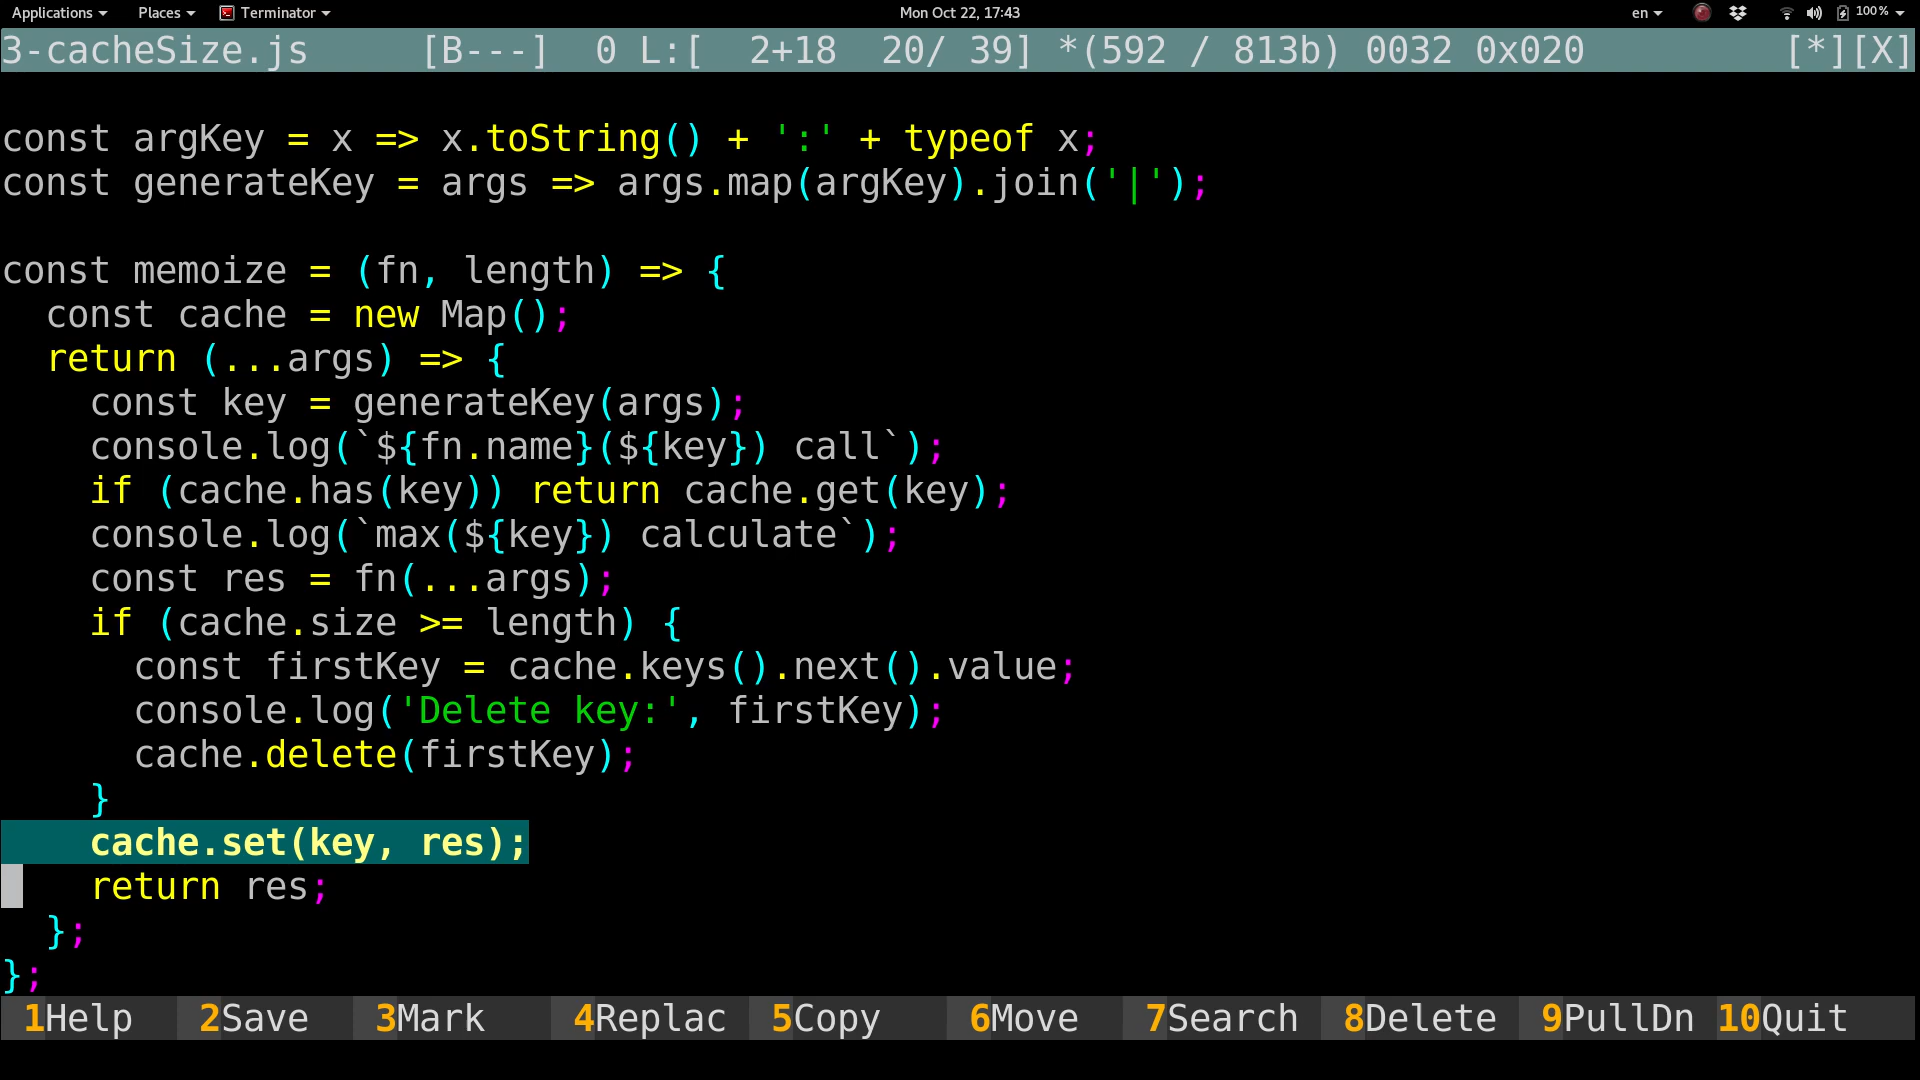 Applications Places Terminator Mon Oct 22, 17:43 en 100%
3-cacheSize.js [B---] 0 L:[ 2+18 20/ 39] *(592 / 813b) 0032 0x020 [*][X]
const argKey = x => x.toString() + ':' + typeof x;
const generateKey = args => args.map(argKey).join('|');
const memoize = (fn, length) => {
  const cache = new Map();
  return (...args) => {
    const key = generateKey(args);
    console.log(`${fn.name}(${key}) call`);
    if (cache.has(key)) return cache.get(key);
    console.log(`max(${key}) calculate`);
    const res = fn(...args);
    if (cache.size >= length) {
      const firstKey = cache.keys().next().value;
      console.log('Delete key:', firstKey);
      cache.delete(firstKey);
    }
    cache.set(key, res);
    return res;
  };
};
1Help 2Save 3Mark 4Replac 5Copy 6Move 7Search 8Delete 9PullDn 10Quit